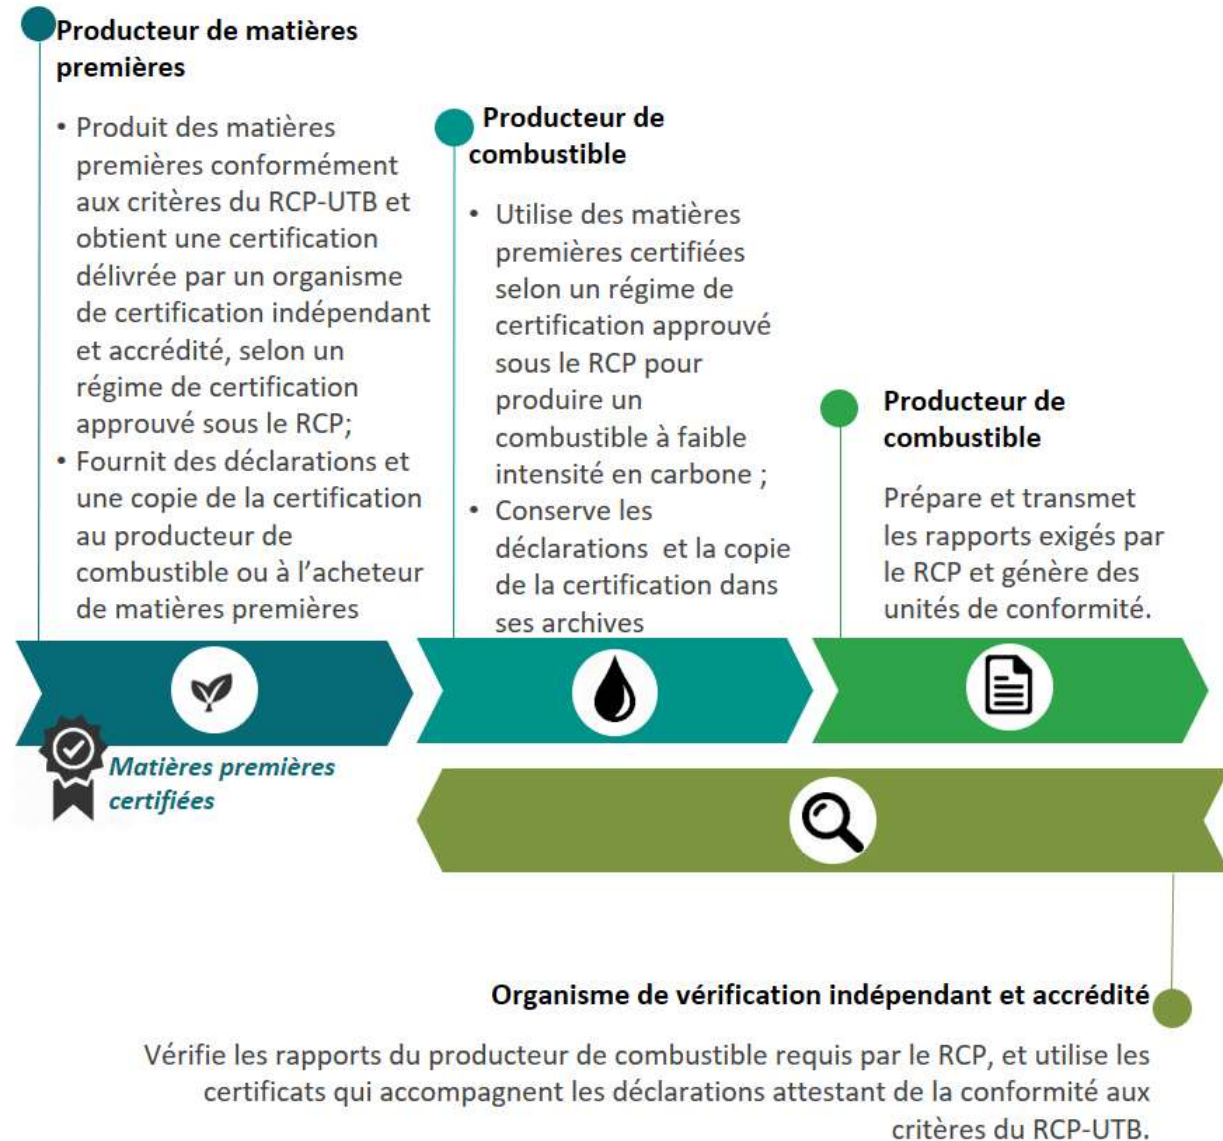 Producteur de matières
premières
• Produit des matières
premières conformément
aux critères du RCP-UTB et
obtient une certification
délivrée par un organisme
de certification indépendant
et accrédité, selon un
régime de certification
approuvé sous le RCP;
• Fournit des déclarations et
une copie de la certification
au producteur de
combustible ou à l’acheteur
de matières premières
Producteur de
combustible
• Utilise des matières
premières certifiées
selon un régime de
certification approuvé
sous le RCP pour
produire un
combustible à faible
intensité en carbone ;
• Conserve les
déclarations et la copie
de la certification dans
ses archives
Producteur de
combustible
Prépare et transmet
les rapports exigés par
le RCP et génère des
unités de conformité.
Matières premières
certifiées
Organisme de vérification indépendant et accrédité
Vérifie les rapports du producteur de combustible requis par le RCP, et utilise les
certificats qui accompagnent les déclarations attestant de la conformité aux
critères du RCP-UTB.